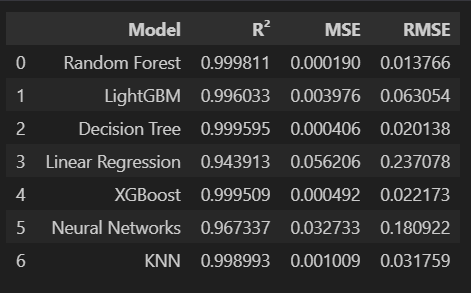 Model R² MSE RMSE
0 Random Forest 0.999811 0.000190 0.013766
1 LightGBM 0.996033 0.003976 0.063054
2 Decision Tree 0.999595 0.000406 0.020138
3 Linear Regression 0.943913 0.056206 0.237078
4 XGBoost 0.999509 0.000492 0.022173
5 Neural Networks 0.967337 0.032733 0.180922
6 KNN 0.998993 0.001009 0.031759